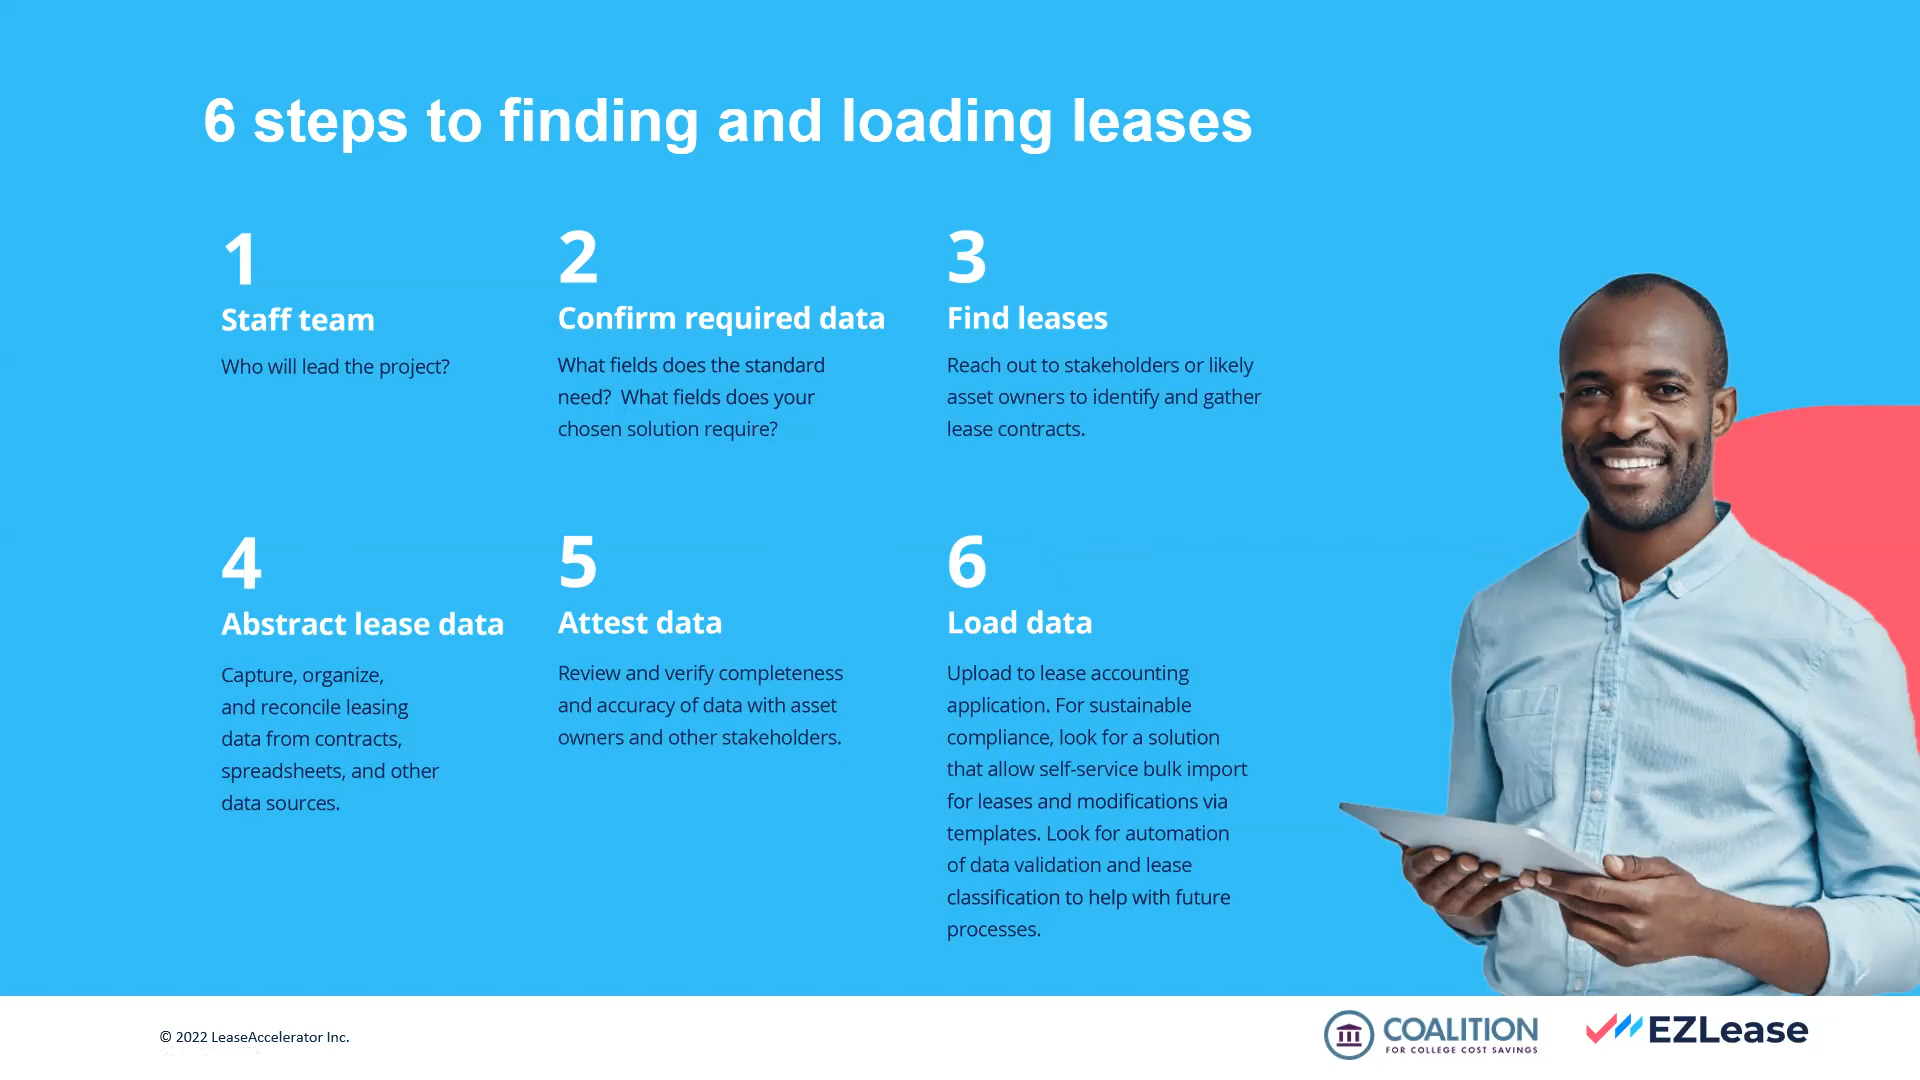 6 steps to finding and loading leases
1
Staff team
Who will lead the project?
2
Confirm required data
What fields does the standard
need?  What fields does your
chosen solution require?
3
Find leases
Reach out to stakeholders or likely
asset owners to identify and gather
lease contracts.
4
Abstract lease data
Capture, organize,
and reconcile leasing
data from contracts,
spreadsheets, and other
data sources.
5
Attest data
Review and verify completeness
and accuracy of data with asset
owners and other stakeholders.
6
Load data
Upload to lease accounting
application. For sustainable
compliance, look for a solution
that allow self-service bulk import
for leases and modifications via
templates. Look for automation
of data validation and lease
classification to help with future
processes.
© 2022 LeaseAccelerator Inc.
COALITION
FOR COLLEGE COST SAVINGS
EZLease